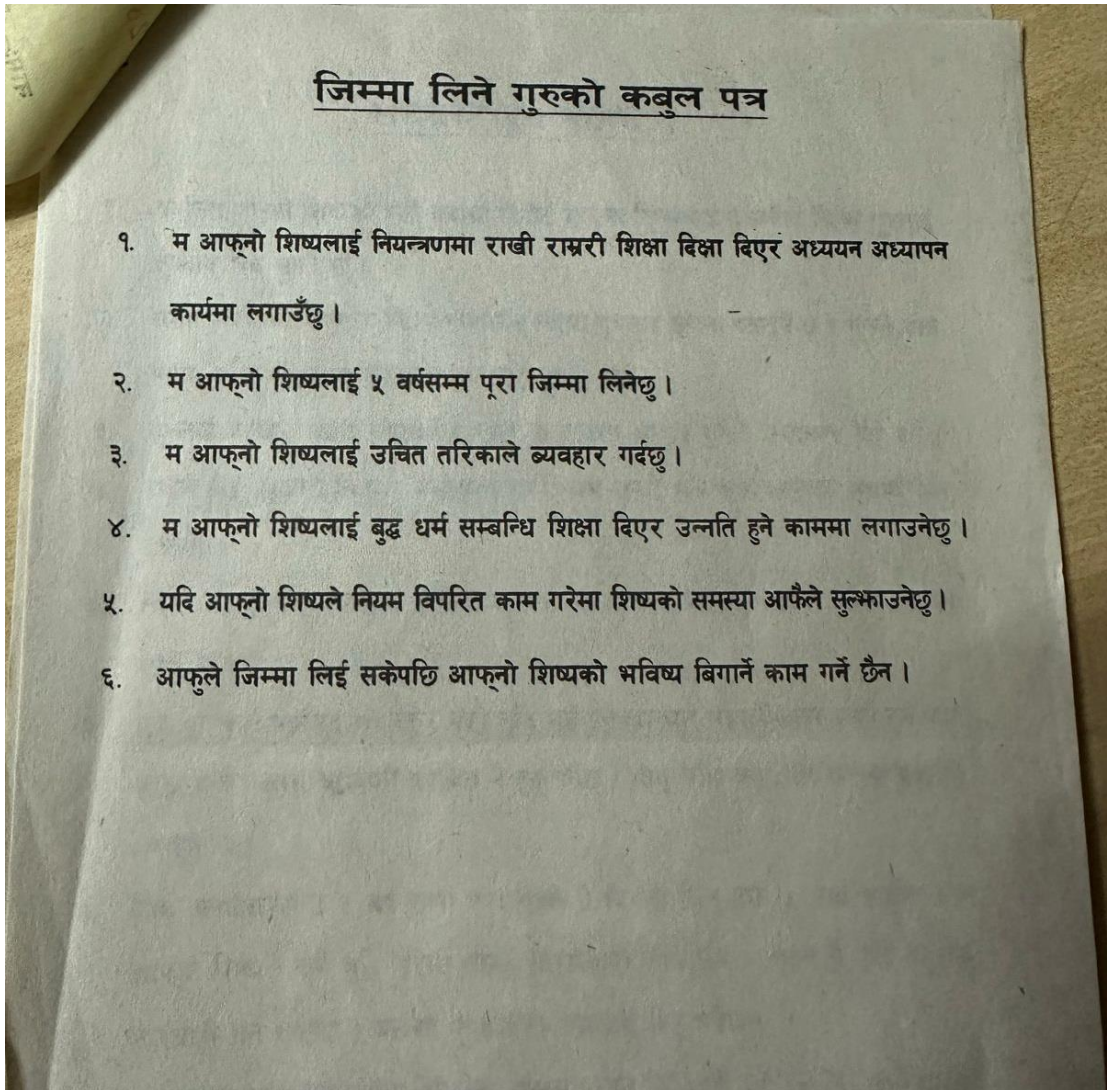 जिम्मा लिने गुरुको कबुल पत्र
१. म आफ्‌नो शिष्यलाई नियन्त्रणमा राखी राम्ररी शिक्षा दिक्षा दिएर अध्ययन अध्यापन
कार्यमा लगाउँछु ।
२. म आफ्‌नो शिष्यलाई ५ वर्षसम्म पूरा जिम्मा लिनेछु ।
३. म आफ्‌नो शिष्यलाई उचित तरिकाले ब्यवहार गर्दछु ।
४. म आफ्‌नो शिष्यलाई बुद्ध धर्म सम्बन्धि शिक्षा दिएर उन्नति हुने काममा लगाउनेछु ।
५. यदि आफ्‌नो शिष्यले नियम विपरित काम गरेमा शिष्यको समस्या आफैले सुल्झाउनेछु ।
६. आफुले जिम्मा लिई सकेपछि आफ्‌नो शिष्यको भविष्य बिगार्ने काम गर्ने छैन ।